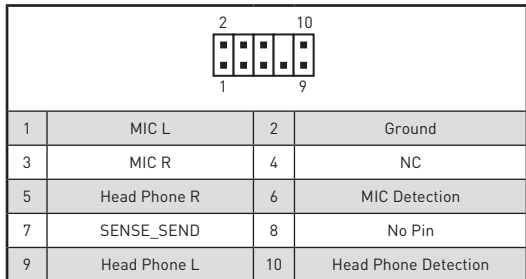 2 10
1 9
1 MIC L 2 Ground
3 MIC R 4 NC
5 Head Phone R 6 MIC Detection
7 SENSE_SEND 8 No Pin
9 Head Phone L 10 Head Phone Detection